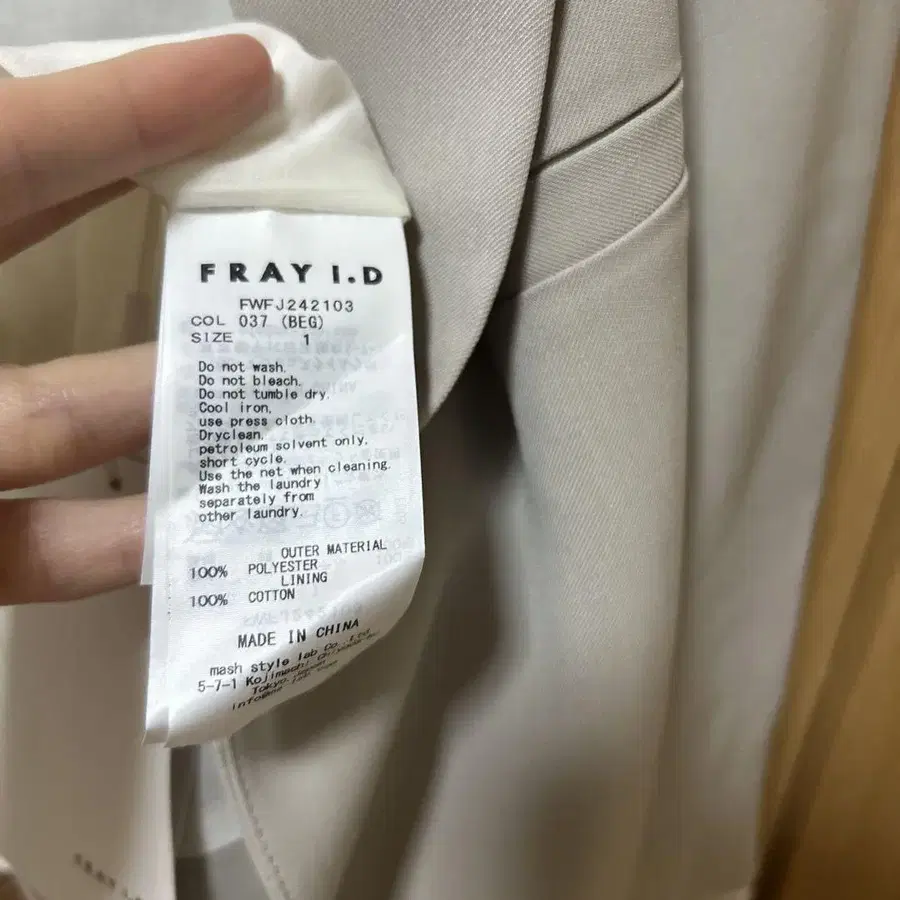 FRAY I.D
FWFJ242103
COL 037 (BEG)
SIZE 1
Do not wash.
Do not bleach.
Do not tumble dry.
Cool iron,
use press cloth.
Dryclean,
petroleum solvent only,
short cycle.
Use the net when cleaning.
Wash the laundry
separately from
other laundry.
OUTER MATERIAL
100% POLYESTER
LINING
100% COTTON
MADE IN CHINA
mash style lab Co.,Ltd
5-7-1 Kojimachi
Tokyo, Japan
FRAY I.